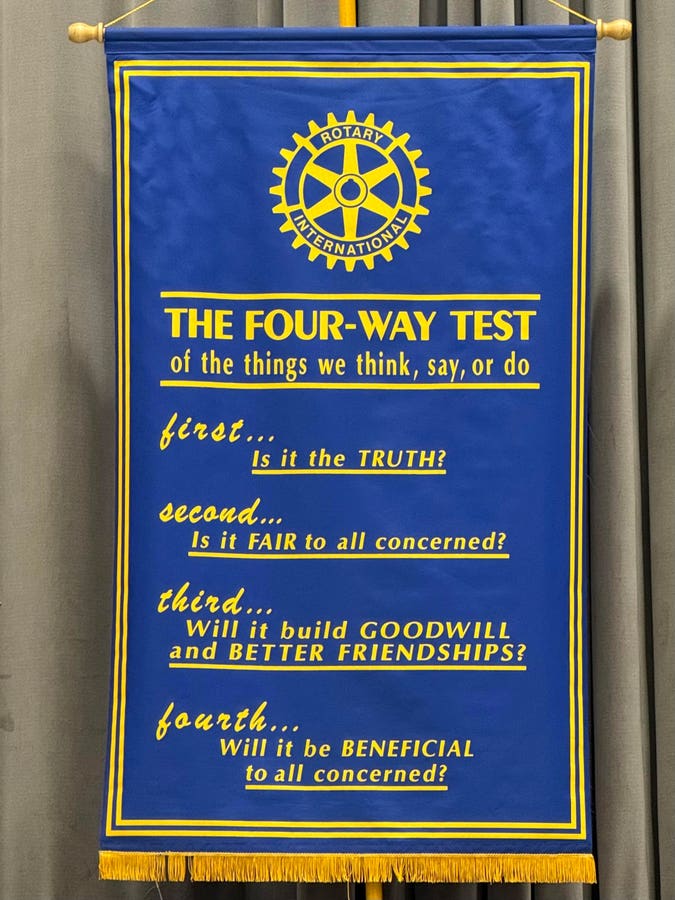 ROTARY
INTERNATIONAL
THE FOUR-WAY TEST
of the things we think, say, or do
first...
Is it the TRUTH?
second...
Is it FAIR to all concerned?
third...
Will it build GOODWILL
and BETTER FRIENDSHIPS?
fourth...
Will it be BENEFICIAL
to all concerned?